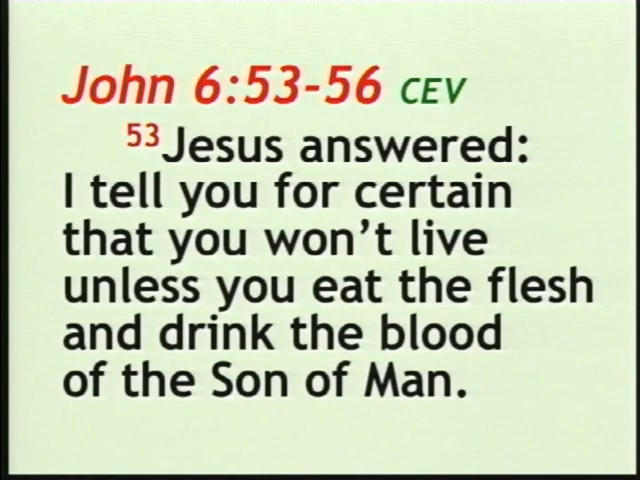 John 6:53-56 CEV
53Jesus answered:
I tell you for certain
that you won't live
unless you eat the flesh
and drink the blood
of the Son of Man.